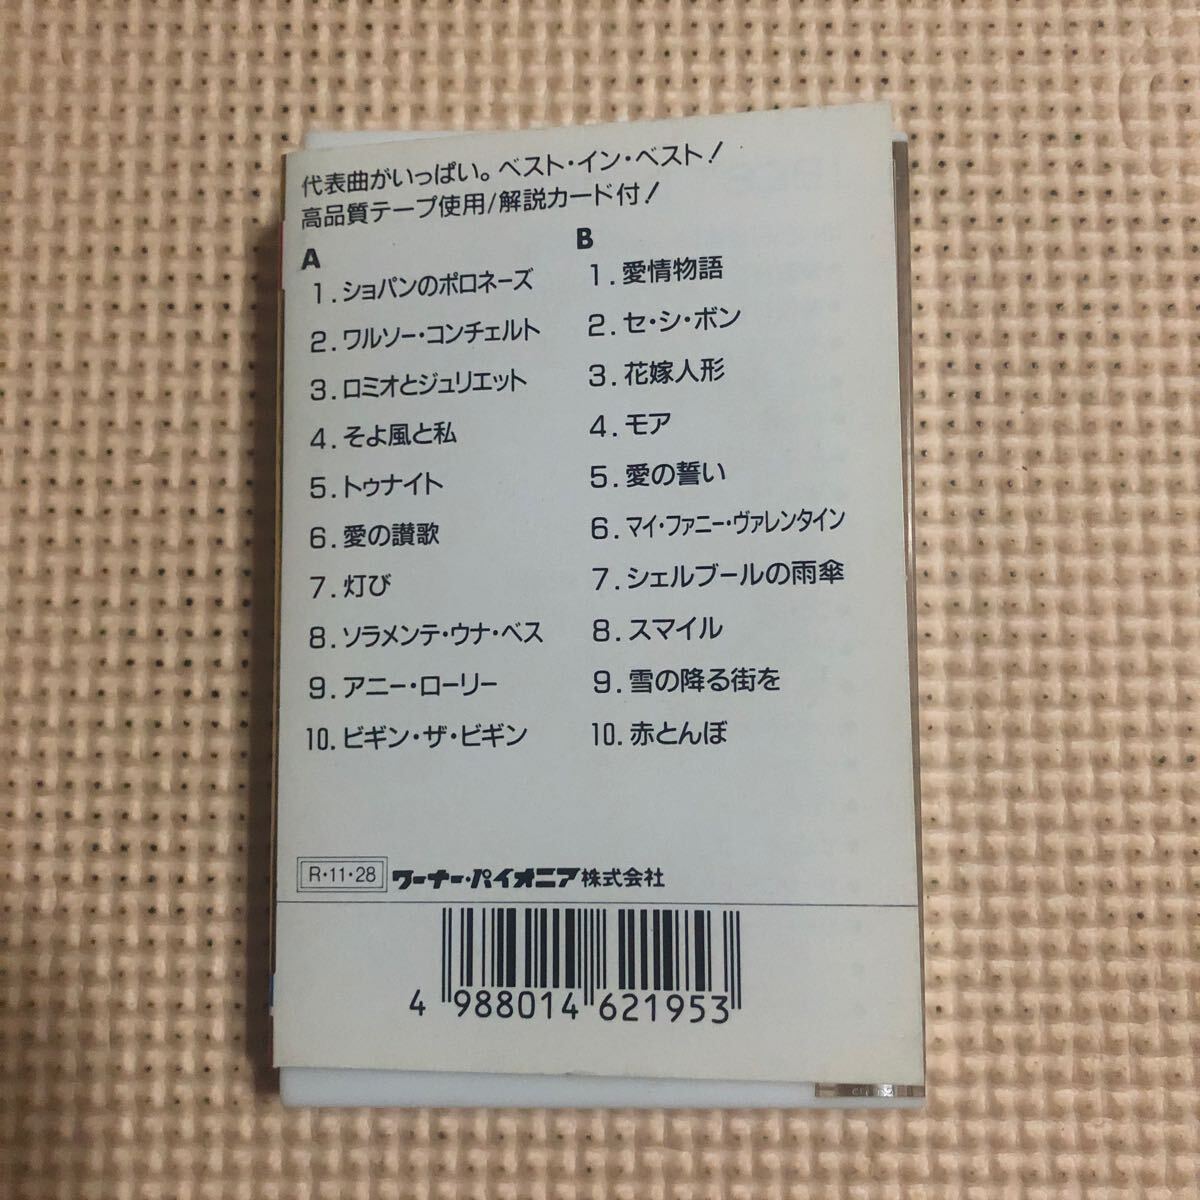 代表曲がいっぱい。ベスト・イン・ベスト!
高品質テープ使用/解説カード付!
A
1.ショパンのポロネーズ
2.ワルソー・コンチェルト
3.ロミオとジュリエット
4.そよ風と私
5.トゥナイト
6.愛の讃歌
7.灯び
8.ソラメンテ・ウナ・ベス
9.アニー・ローリー
10.ビギン・ザ・ビギン
B
1.愛情物語
2.セ・シ・ボン
3.花嫁人形
4.モア
5.愛の誓い
6.マイ・ファニー・ヴァレンタイン
7.シェルブールの雨傘
8.スマイル
9.雪の降る街を
10.赤とんぼ
R・11・28 ワーナー・パイオニア株式会社
4 988014 621953